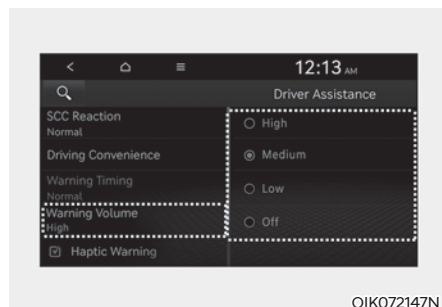 12:13 AM
Driver Assistance
SCC Reaction
Normal
Driving Convenience
Warning Timing
Normal
Warning Volume
High
Haptic Warning
High
Medium
Low
Off
OIK072147N